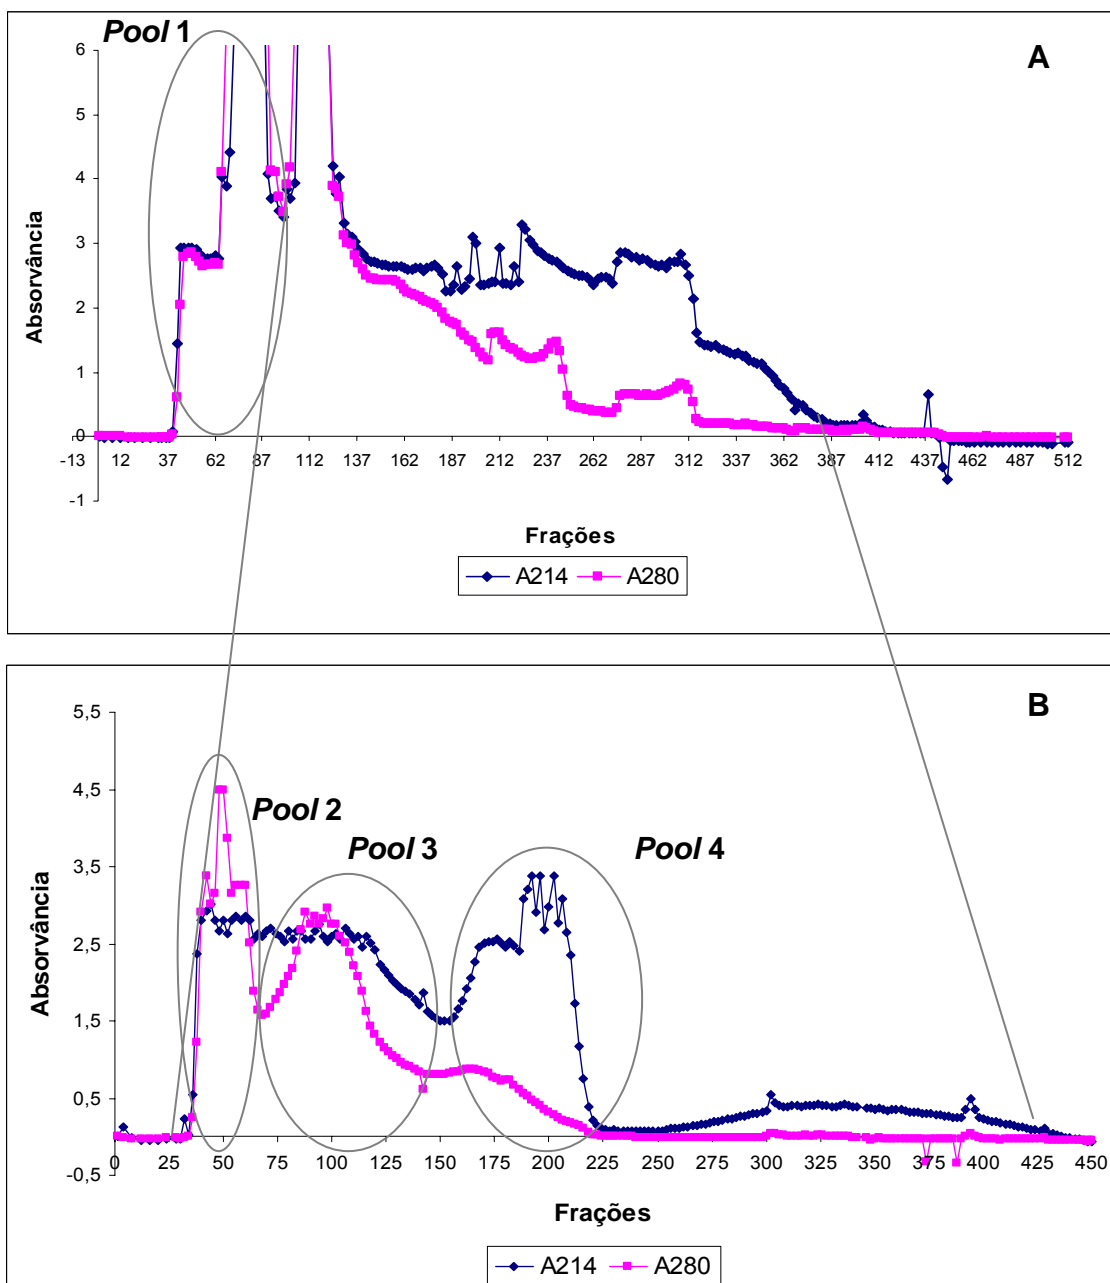 Pool 1
A
6
5
4
3
2
1
0
-1
Absorvância
-13 12 37 62 87 112 137 162 187 212 237 262 287 312 337 362 387 412 437 462 487 512
Frações
A214 A280
B
5,5
4,5
3,5
2,5
1,5
0,5
-0,5
Absorvância
Pool 2
Pool 3
Pool 4
0 25 50 75 100 125 150 175 200 225 250 275 300 325 350 375 400 425 450
Frações
A214 A280